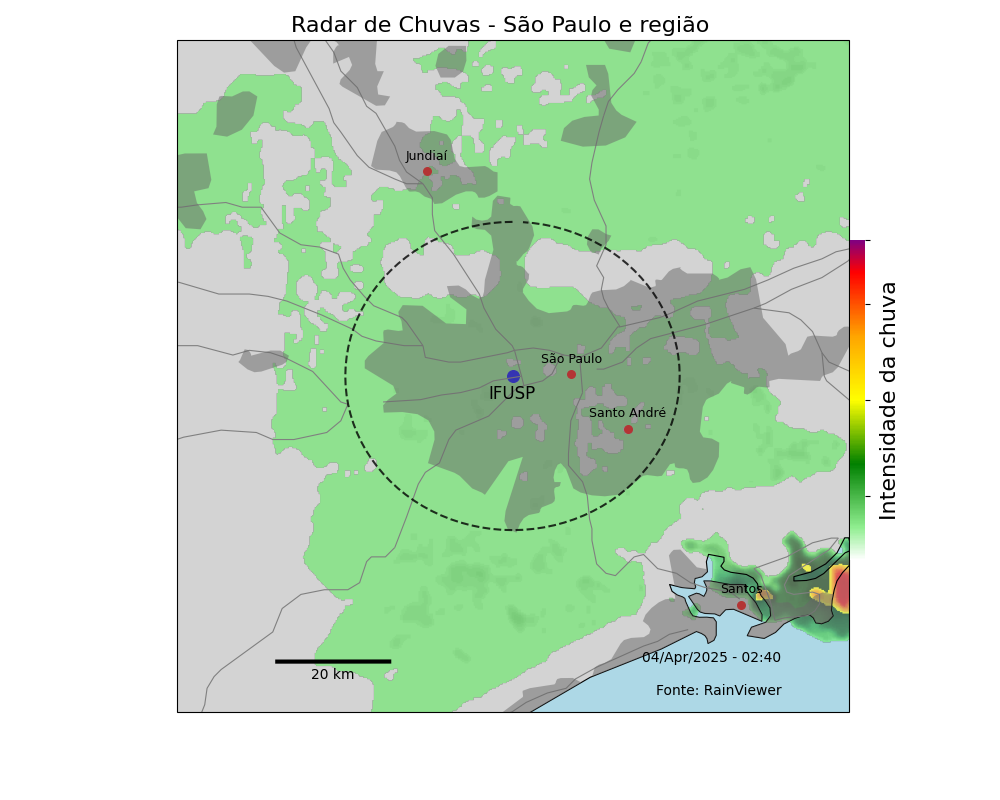 Radar de Chuvas - São Paulo e região
Jundiaí
São Paulo
IFUSP
Santo André
Intensidade da chuva
Santos
04/Apr/2025 - 02:40
20 km
Fonte: RainViewer